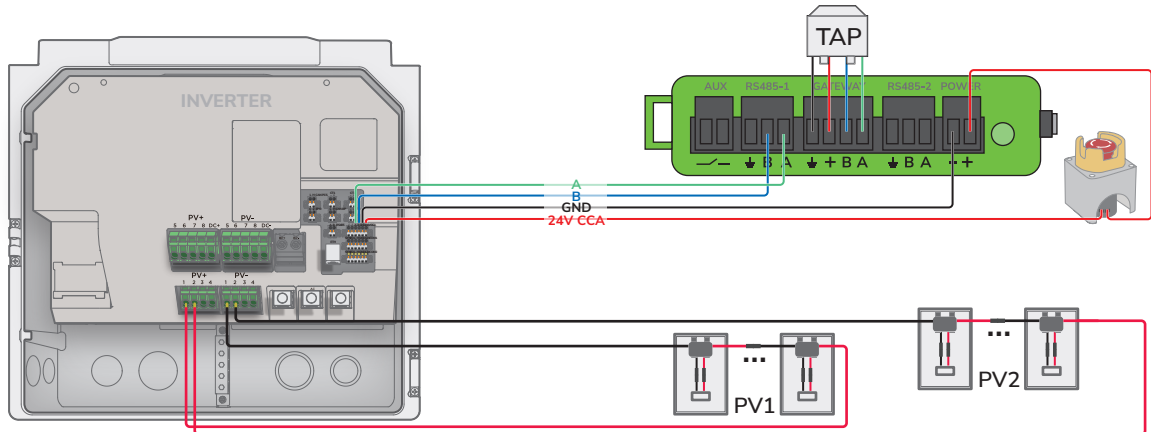 TAP
AUX RS485-1 GATEWAY RS485-2 POWER
B A + B A B A - +
INVERTER
A
B
GND
24V CCA
PV+ PV-
5 6 7 8 DC+ 5 6 7 8 DC-
PV+ PV-
1 2 3 4 1 2 3 4
PV1
PV2